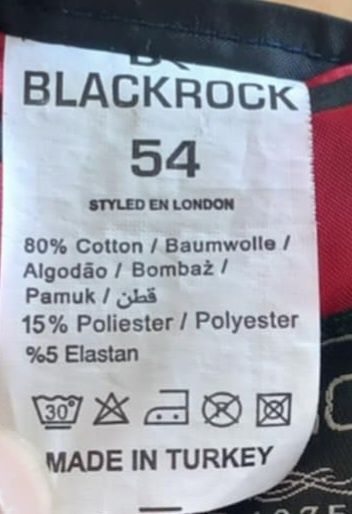 BLACKROCK
54
STYLED EN LONDON
80% Cotton / Baumwolle /
Algodão / Bombaż /
Pamuk / قطن
15% Poliester / Polyester
%5 Elastan
30°
MADE IN TURKEY